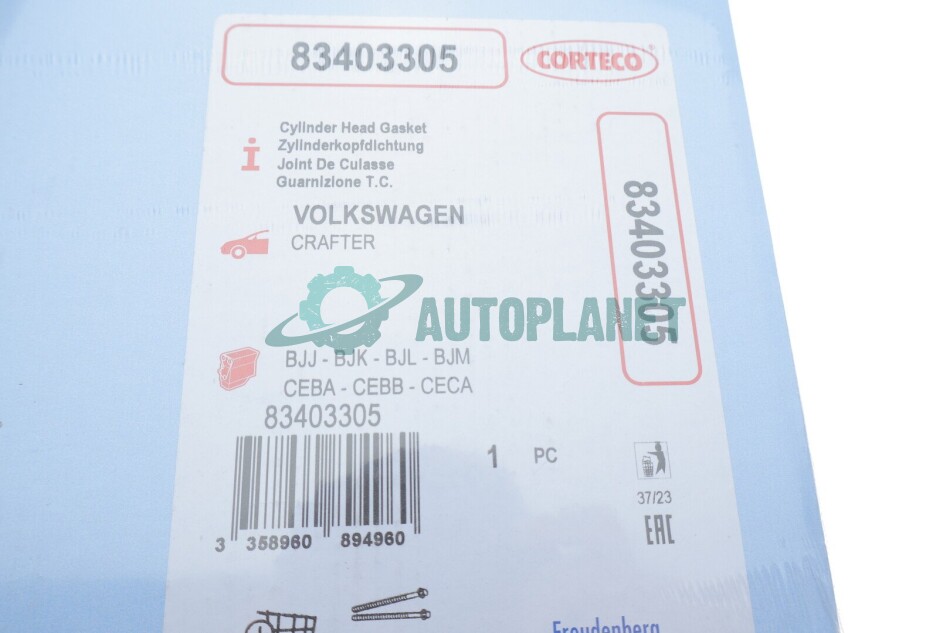 83403305
CORTECO®
Cylinder Head Gasket
Zylinderkopfdichtung
Joint De Culasse
Guarnizione T.C.
83403305
VOLKSWAGEN
CRAFTER
AUTOPLANET
BJJ - BJK - BJL - BJM
CEBA - CEBB - CECA
83403305
1 PC
37/23
EAC
3 358960 894960
Freudenberg